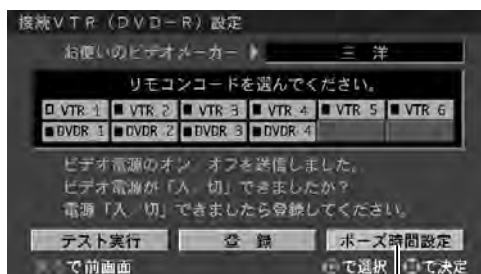 接続VTR(DVD-R)設定
お使いのビデオメーカー 三 洋
リモコンコードを選んでください。
VTR 1 VTR 2 VTR 3 VTR 4 VTR 5 VTR 6
DVDR 1 DVDR 2 DVDR 3 DVDR 4
ビデオ電源のオン オフを送信しました。
ビデオ電源が「入 切」できましたか?
電源「入 切」できましたら登録してください。
テスト実行 登 録 ポーズ時間設定
で前画面 で選択 で決定